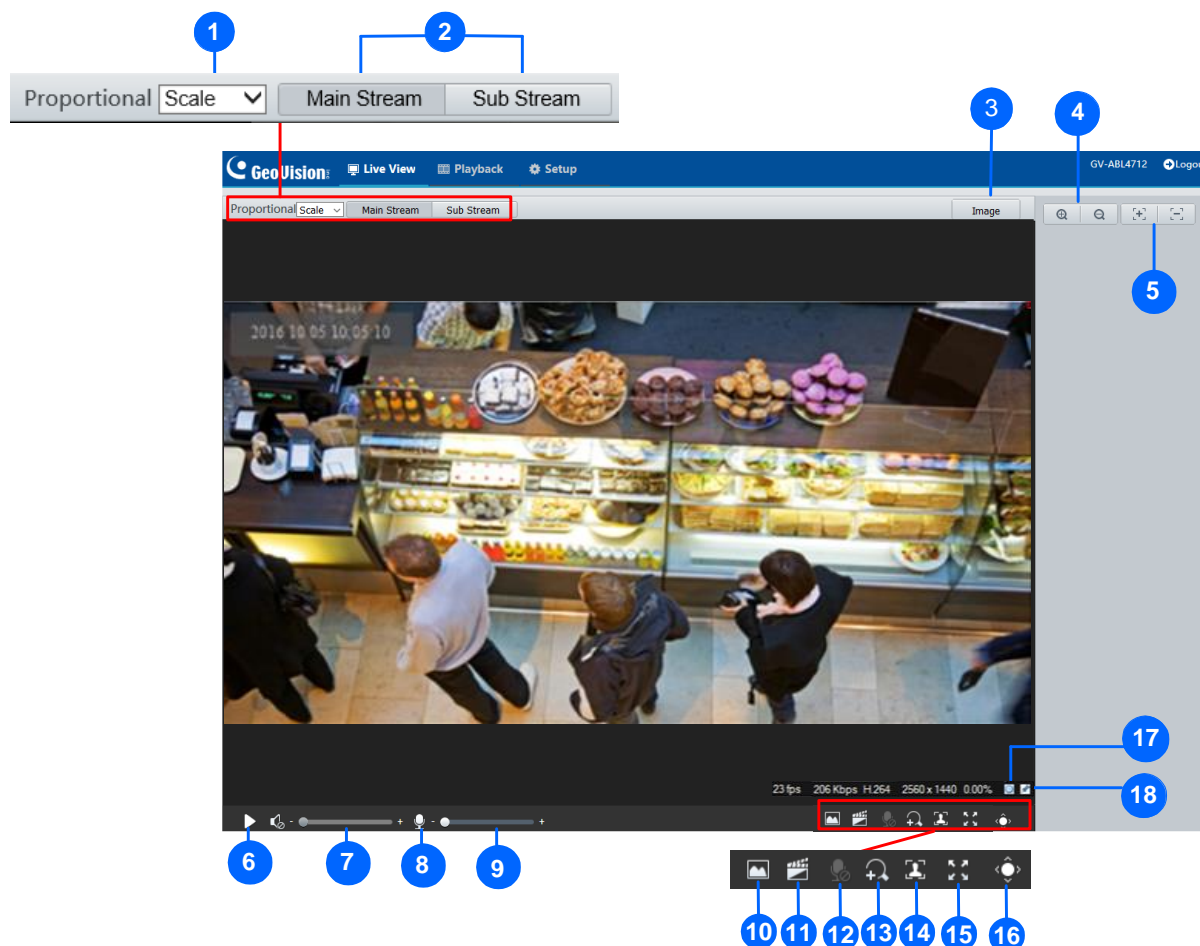 1
2
Proportional Scale Main Stream Sub Stream
3
4
GeoVision Live View Playback Setup
GV-ABL4712 Logou
Proportional Scale Main Stream Sub Stream
Image
5
2016 10 05 10:05:10
17
23 fps 206 Kbps H.264 2560 x 1440 0.00%
18
- +
- +
6
7
8
9
10
11
12
13
14
15
16